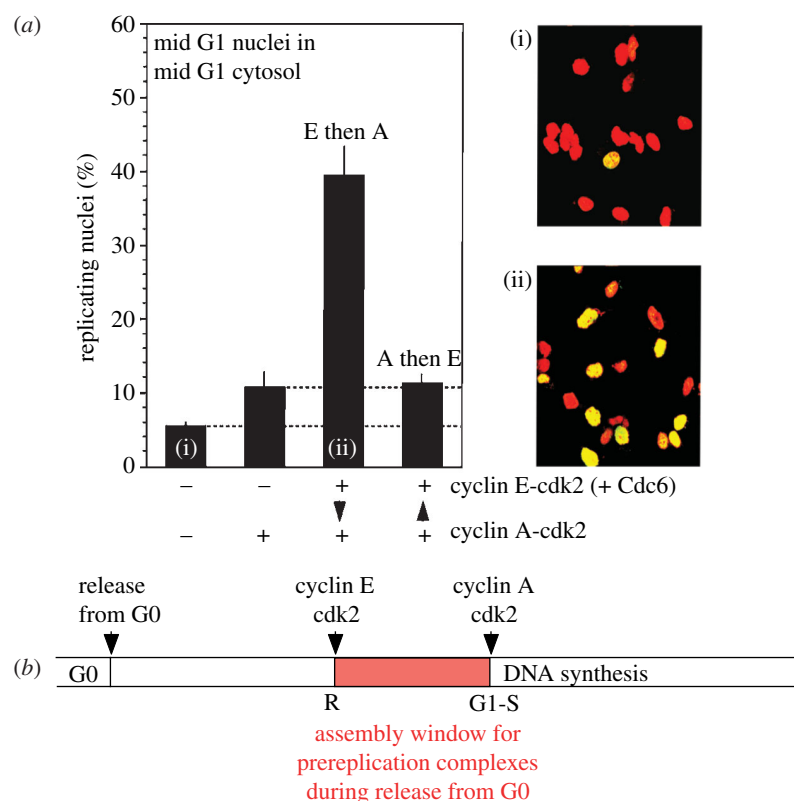 (a)
60
50
40
30
20
10
0
replicating nuclei (%)
mid G1 nuclei in
mid G1 cytosol
E then A
A then E
(i)
(ii)
– – + + cyclin E-cdk2 (+ Cdc6)
– + + + cyclin A-cdk2
(i)
(ii)
(b)
release
from G0
cyclin E
cdk2
cyclin A
cdk2
G0
DNA synthesis
R
G1-S
assembly window for
prereplication complexes
during release from G0